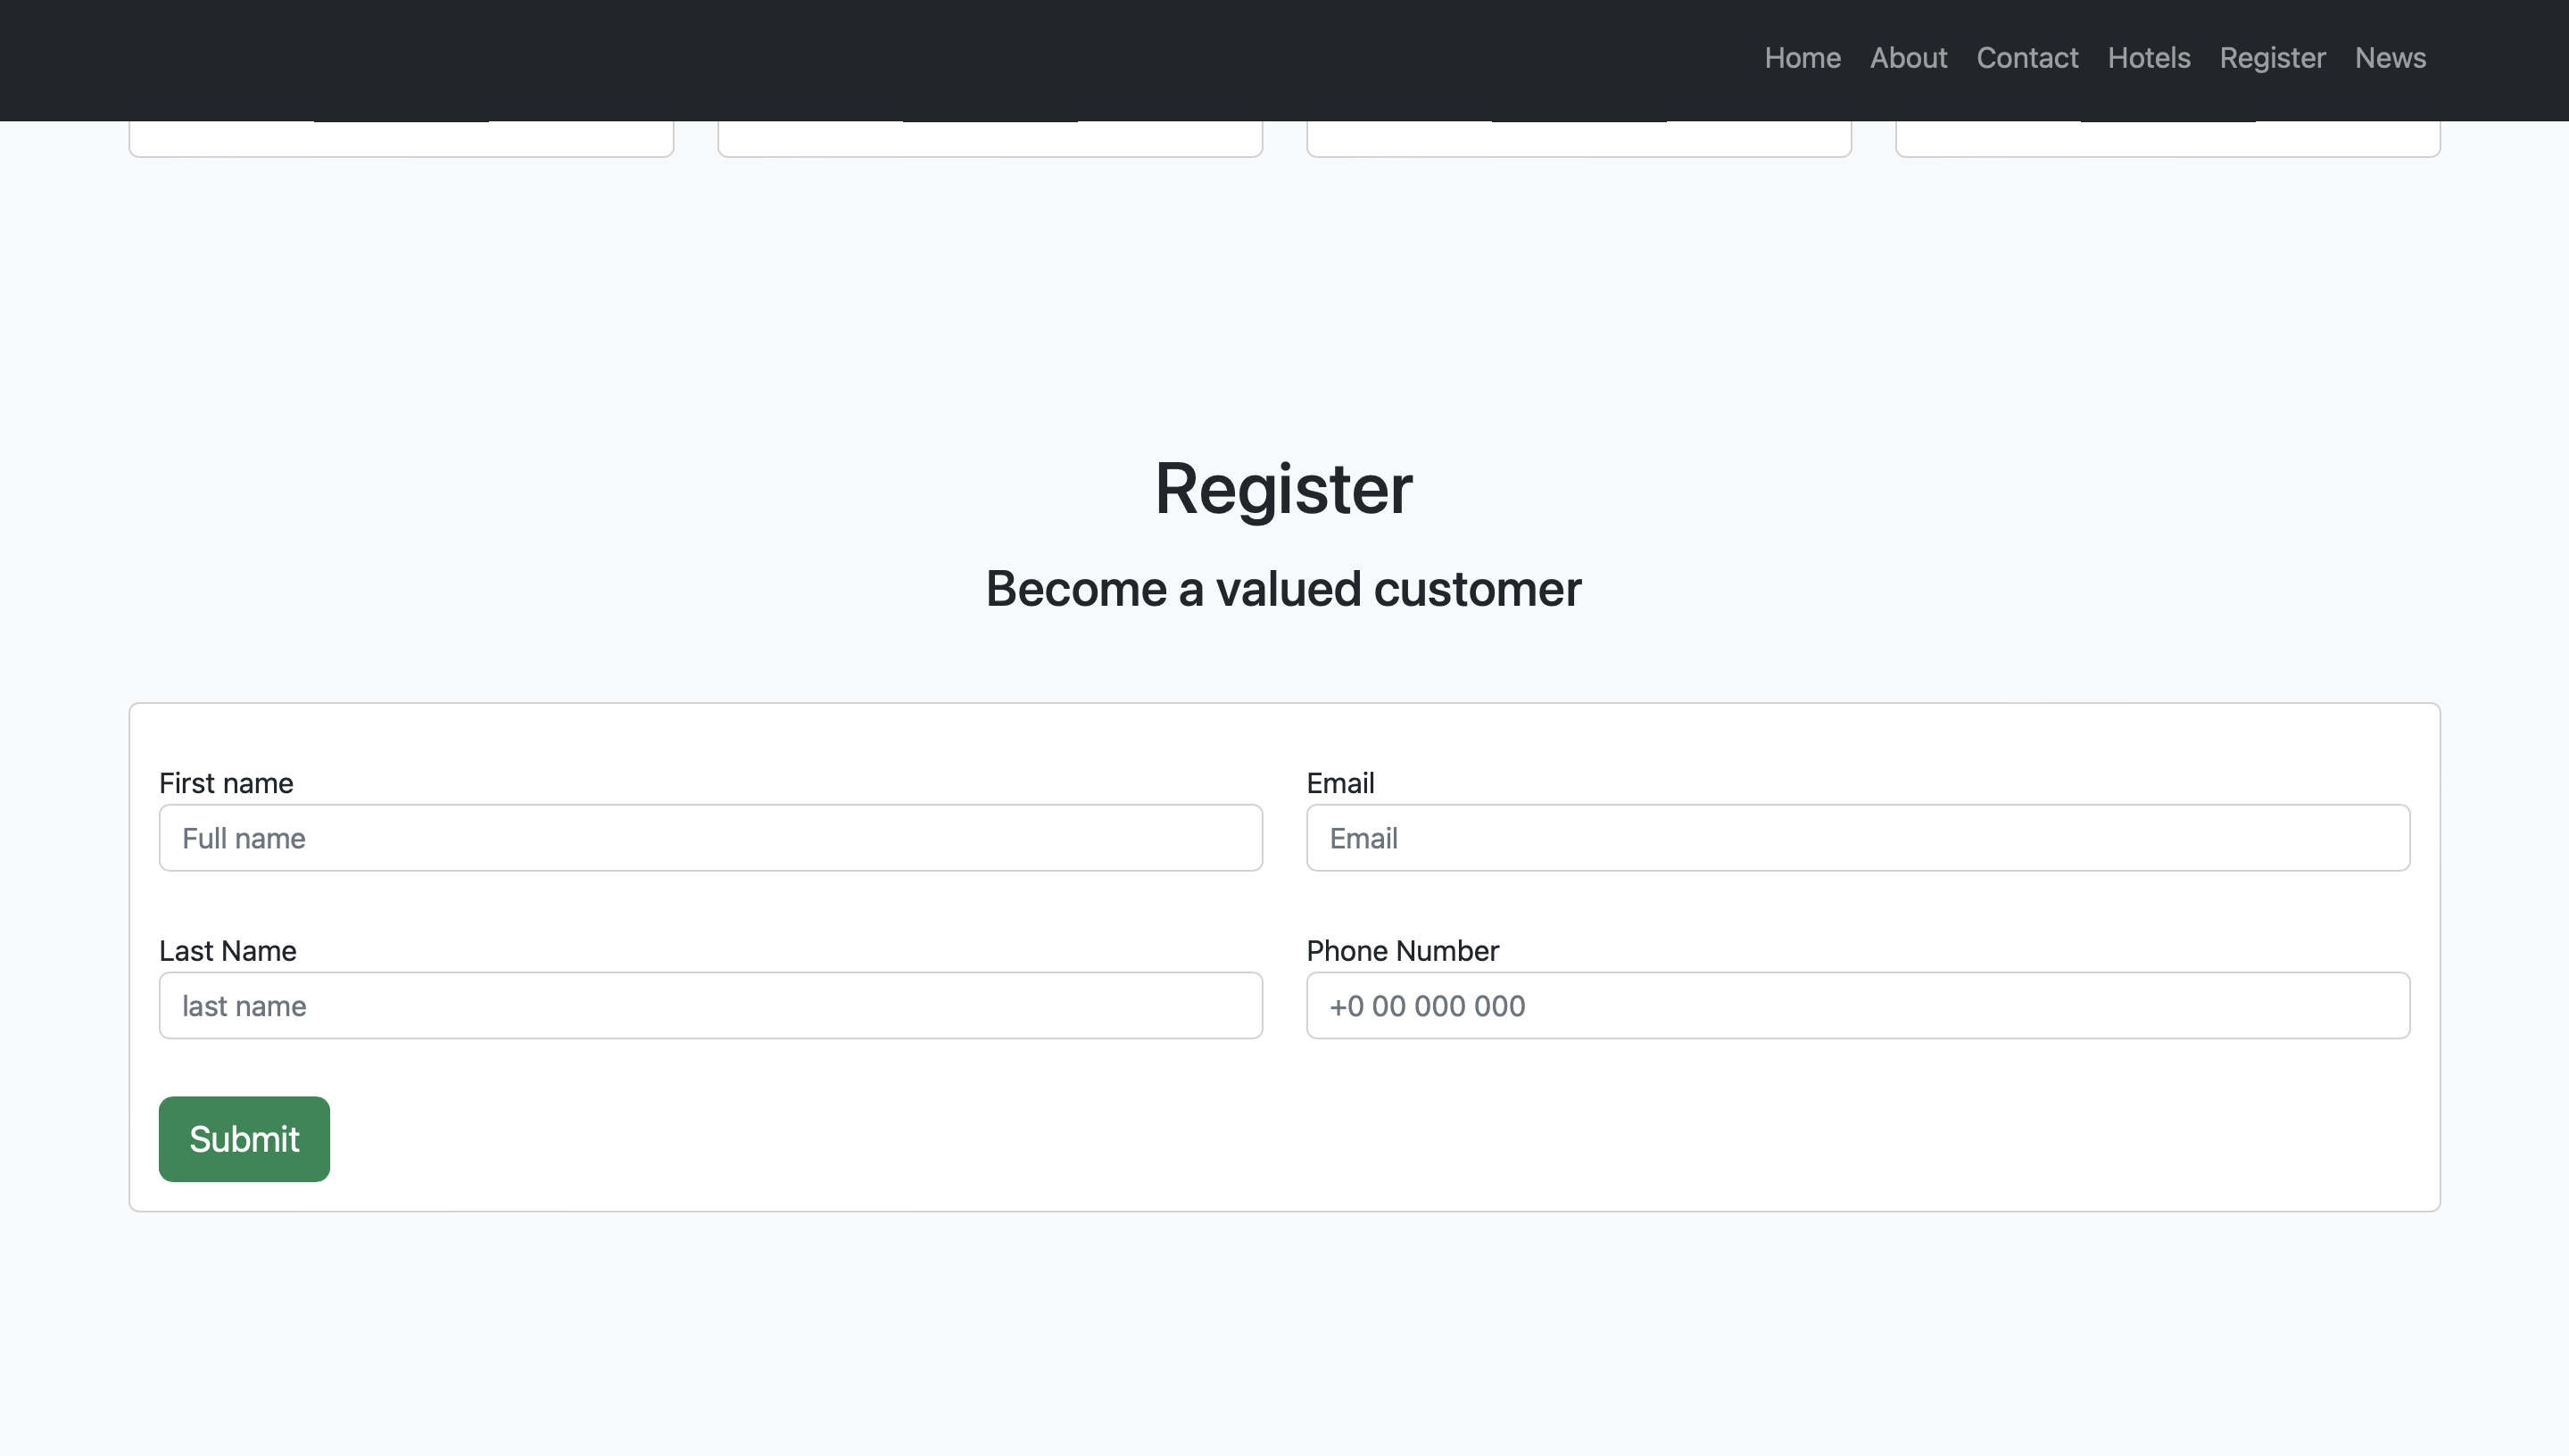 Home About Contact Hotels Register News
Register
Become a valued customer
First name
Full name
Email
Email
Last Name
last name
Phone Number
+0 00 000 000
Submit